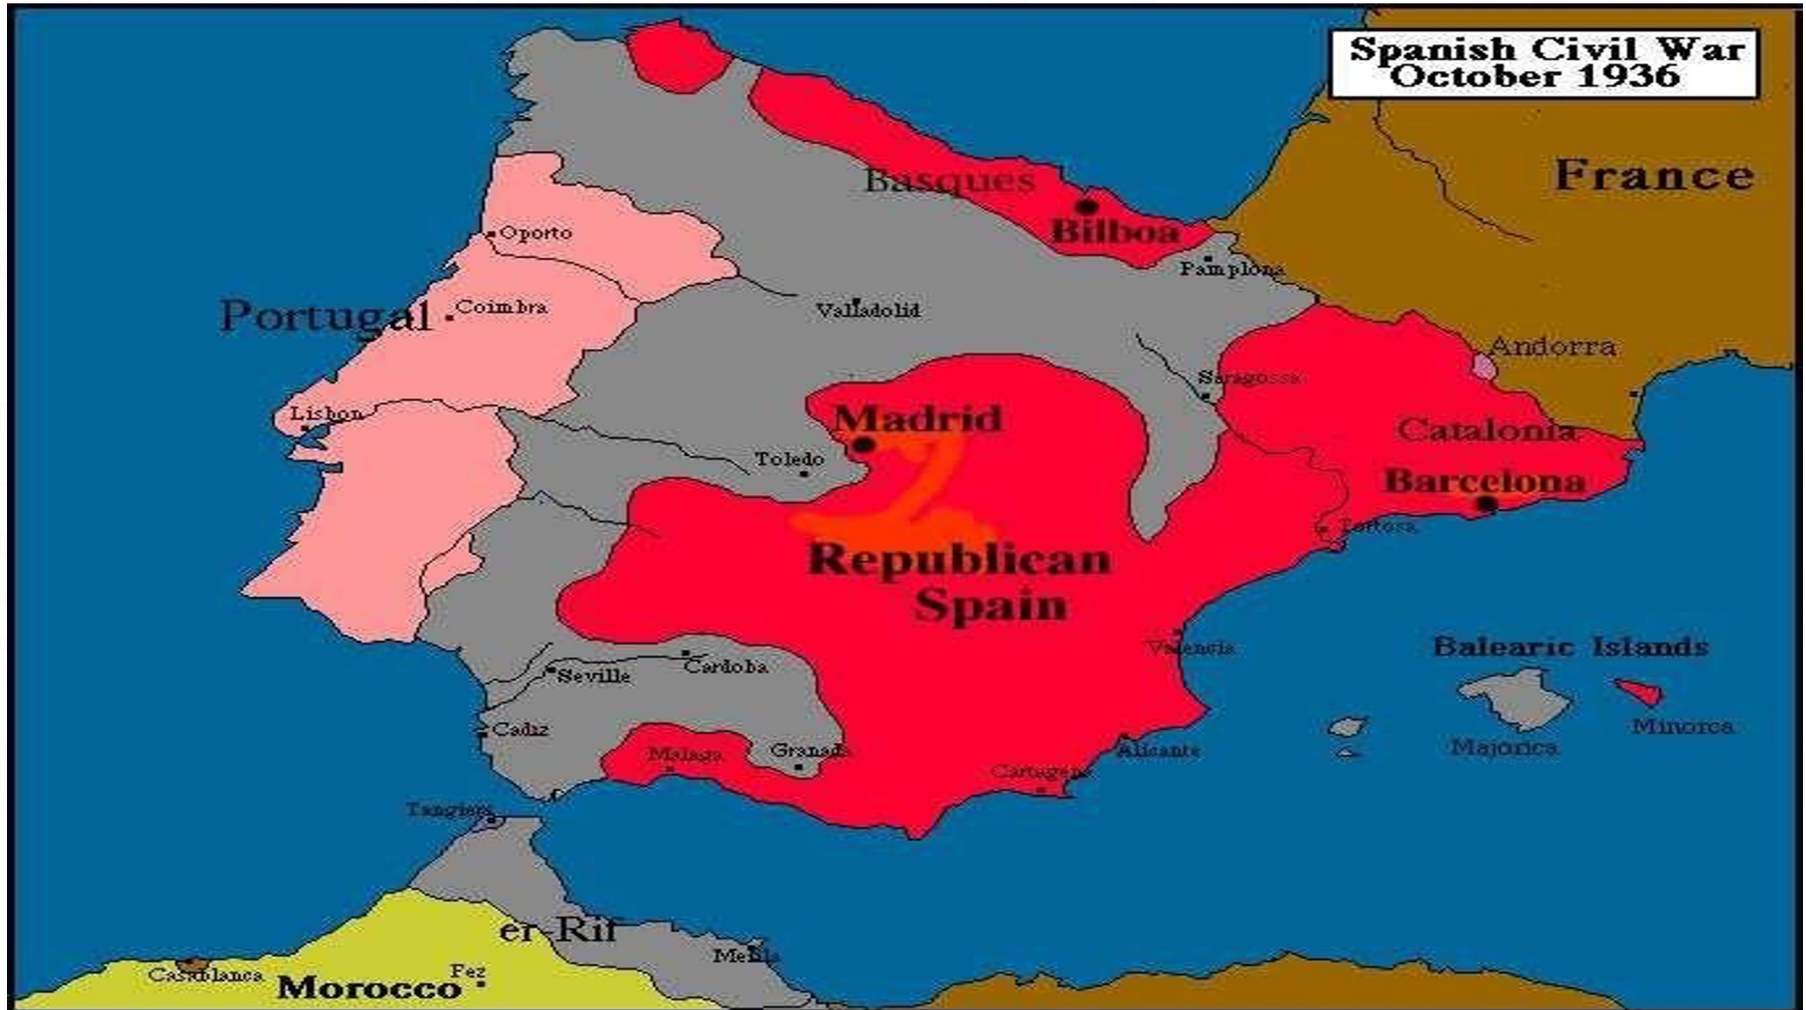 Spanish Civil War
October 1936
France
Basques
Bilboa
Oporto
Pamplona
Portugal
Coimbra
Valladolid
Andorra
Saragossa
Lisbon
Madrid
Catalonia
Toledo
Barcelona
Tortosa
Republican
Spain
Valencia
Balearic Islands
Seville
Cardoba
Cadiz
Malaga
Granada
Alicante
Majorica
Minorca
Cartagena
Tangiers
er-Rif
Melilla
Casablanca
Fez
Morocco